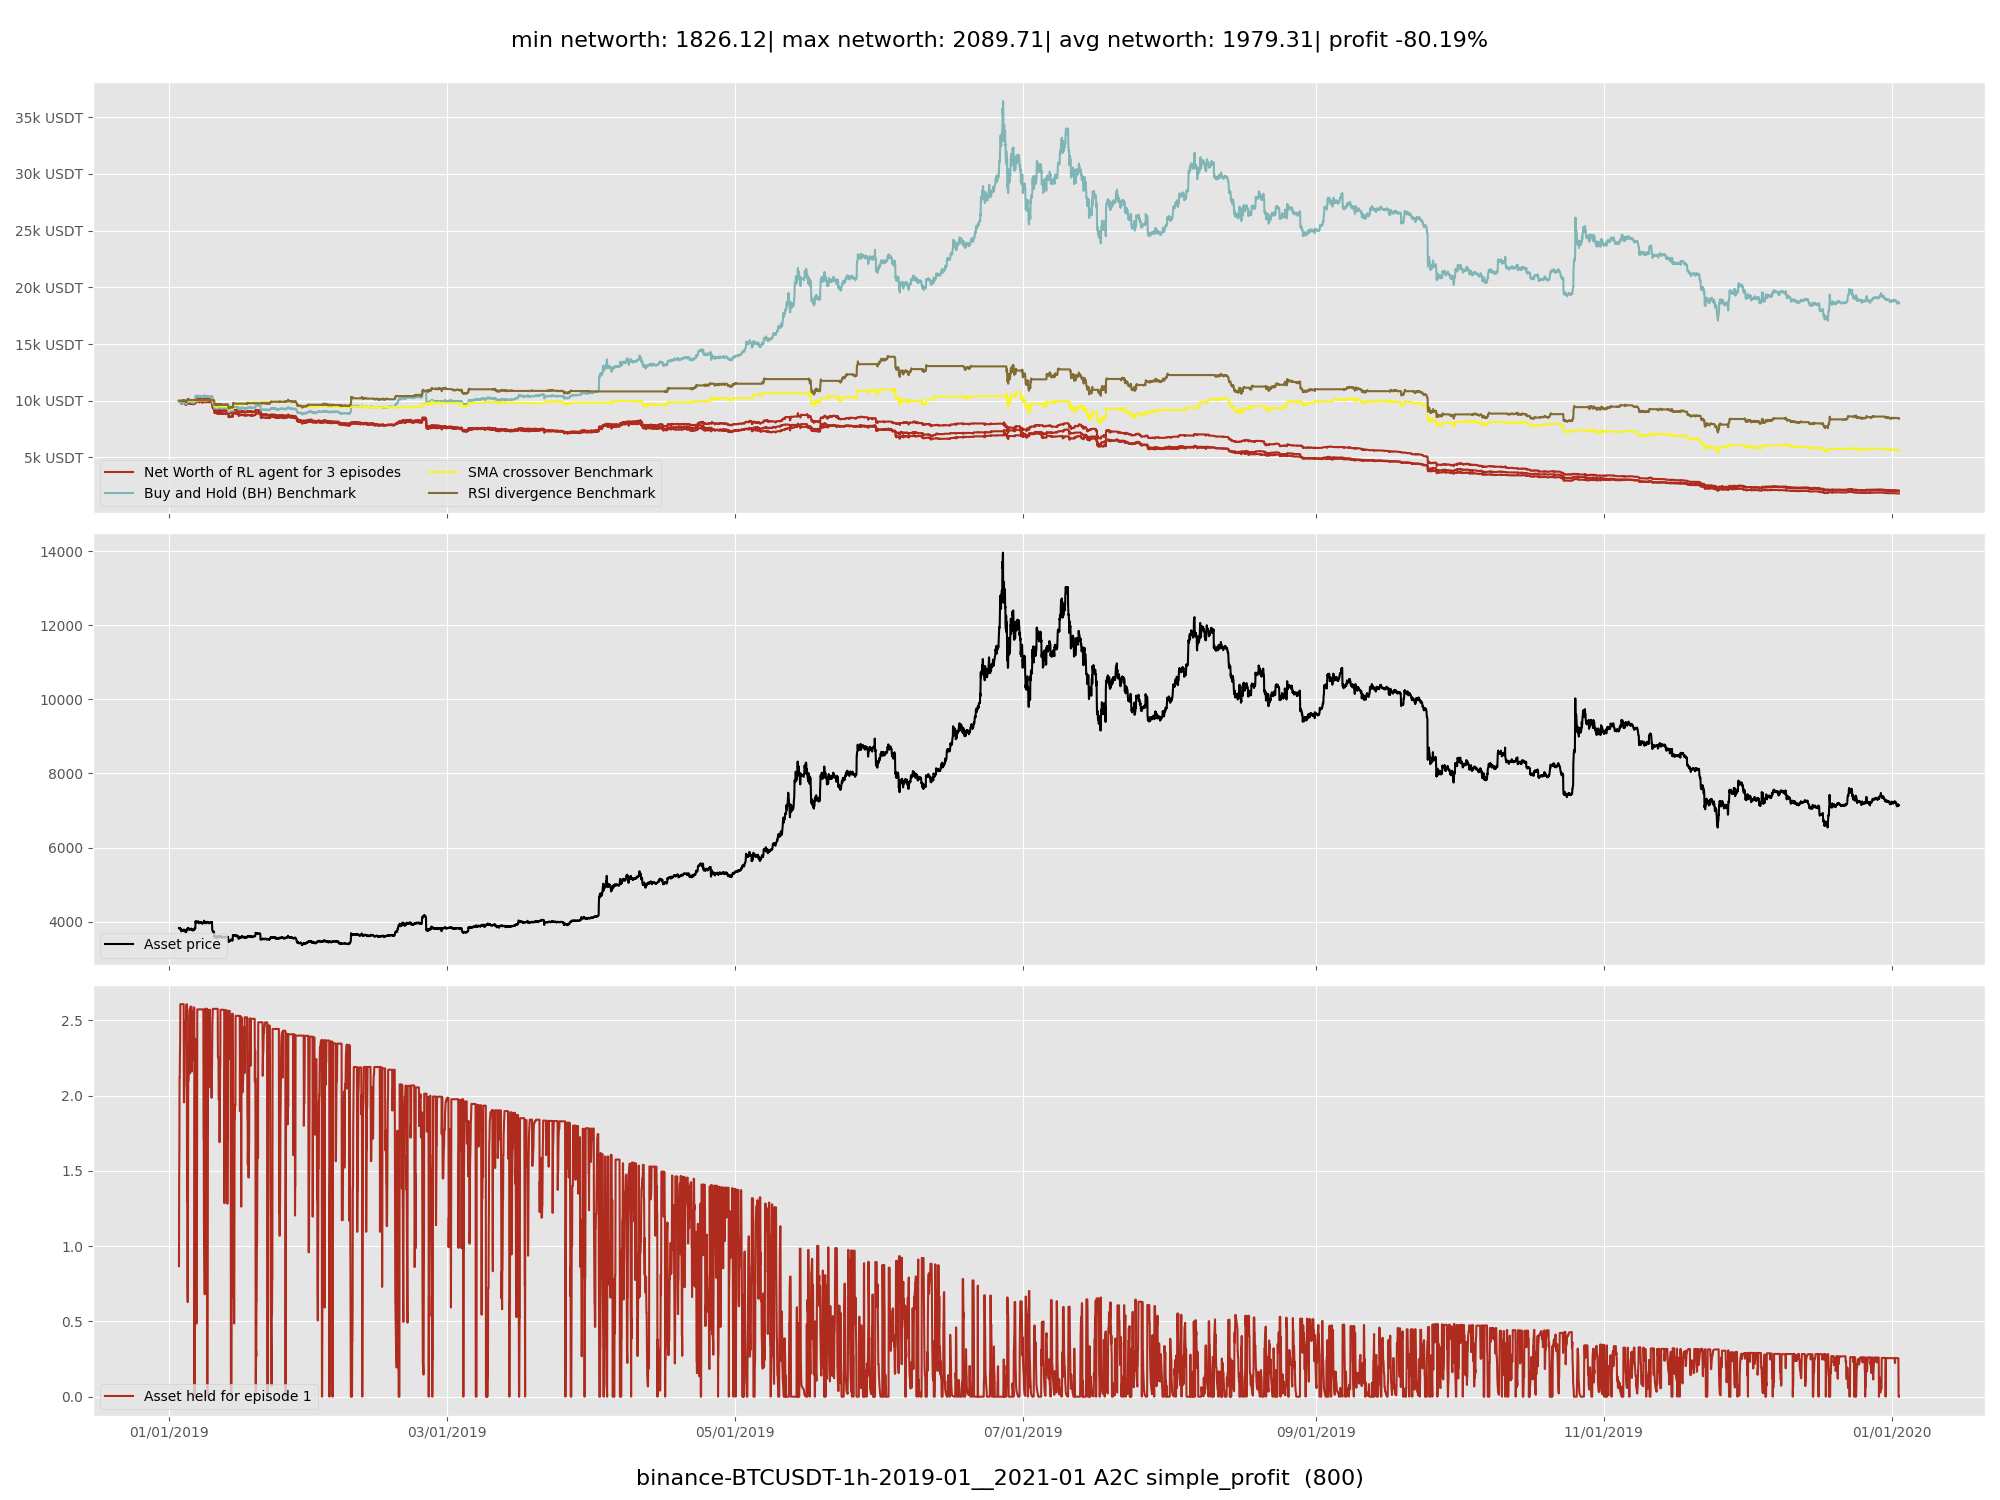 min networth: 1826.12| max networth: 2089.71| avg networth: 1979.31| profit -80.19%
35k USDT
30k USDT
25k USDT
20k USDT
15k USDT
10k USDT
5k USDT
Net Worth of RL agent for 3 episodes
Buy and Hold (BH) Benchmark
SMA crossover Benchmark
RSI divergence Benchmark
14000
12000
10000
8000
6000
4000
Asset price
2.5
2.0
1.5
1.0
0.5
0.0
Asset held for episode 1
01/01/2019 03/01/2019 05/01/2019 07/01/2019 09/01/2019 11/01/2019 01/01/2020
binance-BTCUSDT-1h-2019-01__2021-01 A2C simple_profit (800)